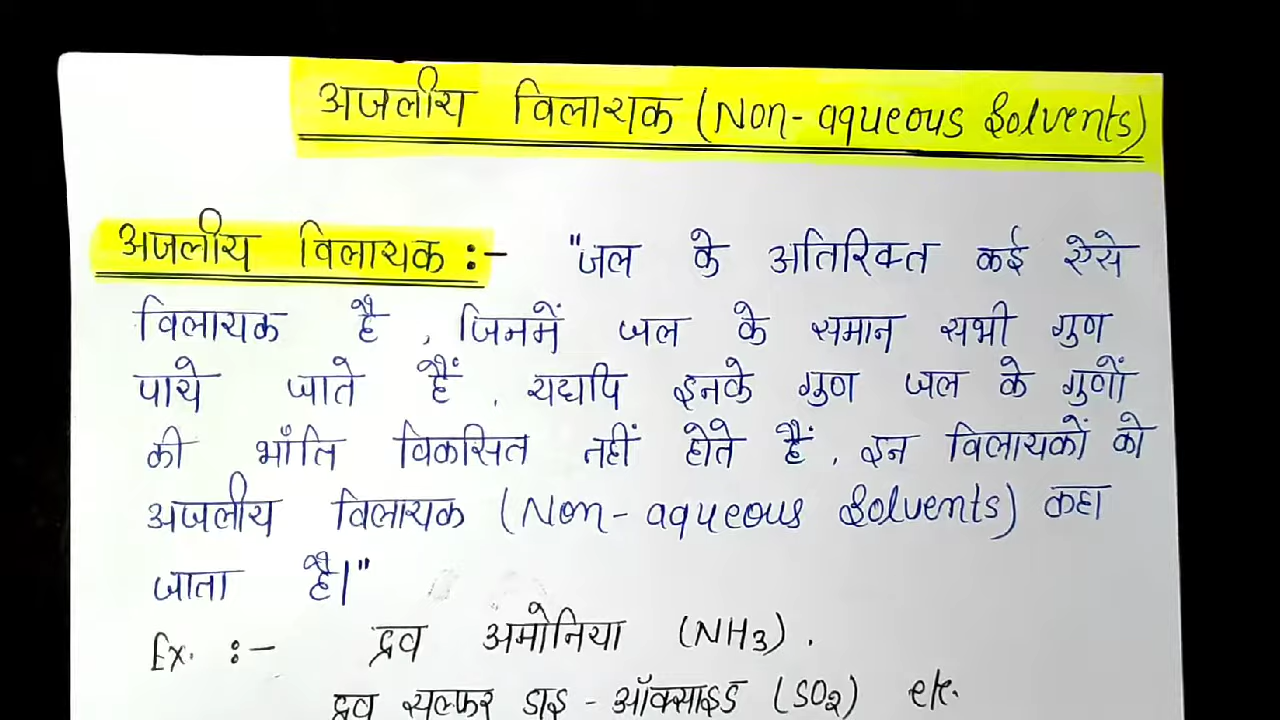 अजलीय विलायक (Non-aqueous Solvents)
अजलीय विलायक :- "जल के अतिरिक्त कई ऐसे
विलायक है , जिनमें जल के समान सभी गुण
पाये जाते हैं , यद्यपि इनके गुण जल के गुणों
की भाँति विकसित नहीं होते हैं , इन विलायकों को
अजलीय विलायक (Non-aqueous Solvents) कहा
जाता है।"
Ex. :- द्रव अमोनिया (NH3) .
द्रव सल्फर डाइ - ऑक्साइड (SO2) etc.